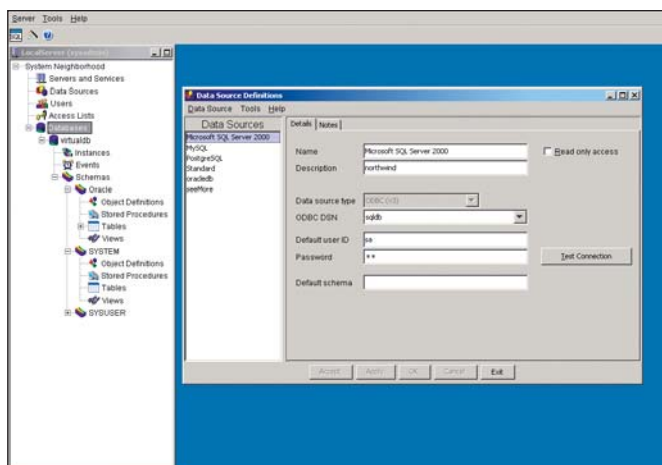 Server Tools Help
SQL
LocalServer (sysadmin)
System Neighborhood
Servers and Services
Data Sources
Users
Access Lists
Databases
virtualdb
Instances
Events
Schemas
Oracle
Object Definitions
Stored Procedures
Tables
Views
SYSTEM
Object Definitions
Stored Procedures
Tables
Views
SYSUSER
Data Source Definitions
Data Source Tools Help
Data Sources
Microsoft SQL Server 2000
MySQL
PostgreSQL
Standard
oracledb
seeMore
Details Notes
Name Microsoft SQL Server 2000 Read only access
Description northwind
Data source type ODBC (v3)
ODBC DSN sqldb
Default user ID sa
Password ** Test Connection
Default schema
Accept Apply OK Cancel Exit